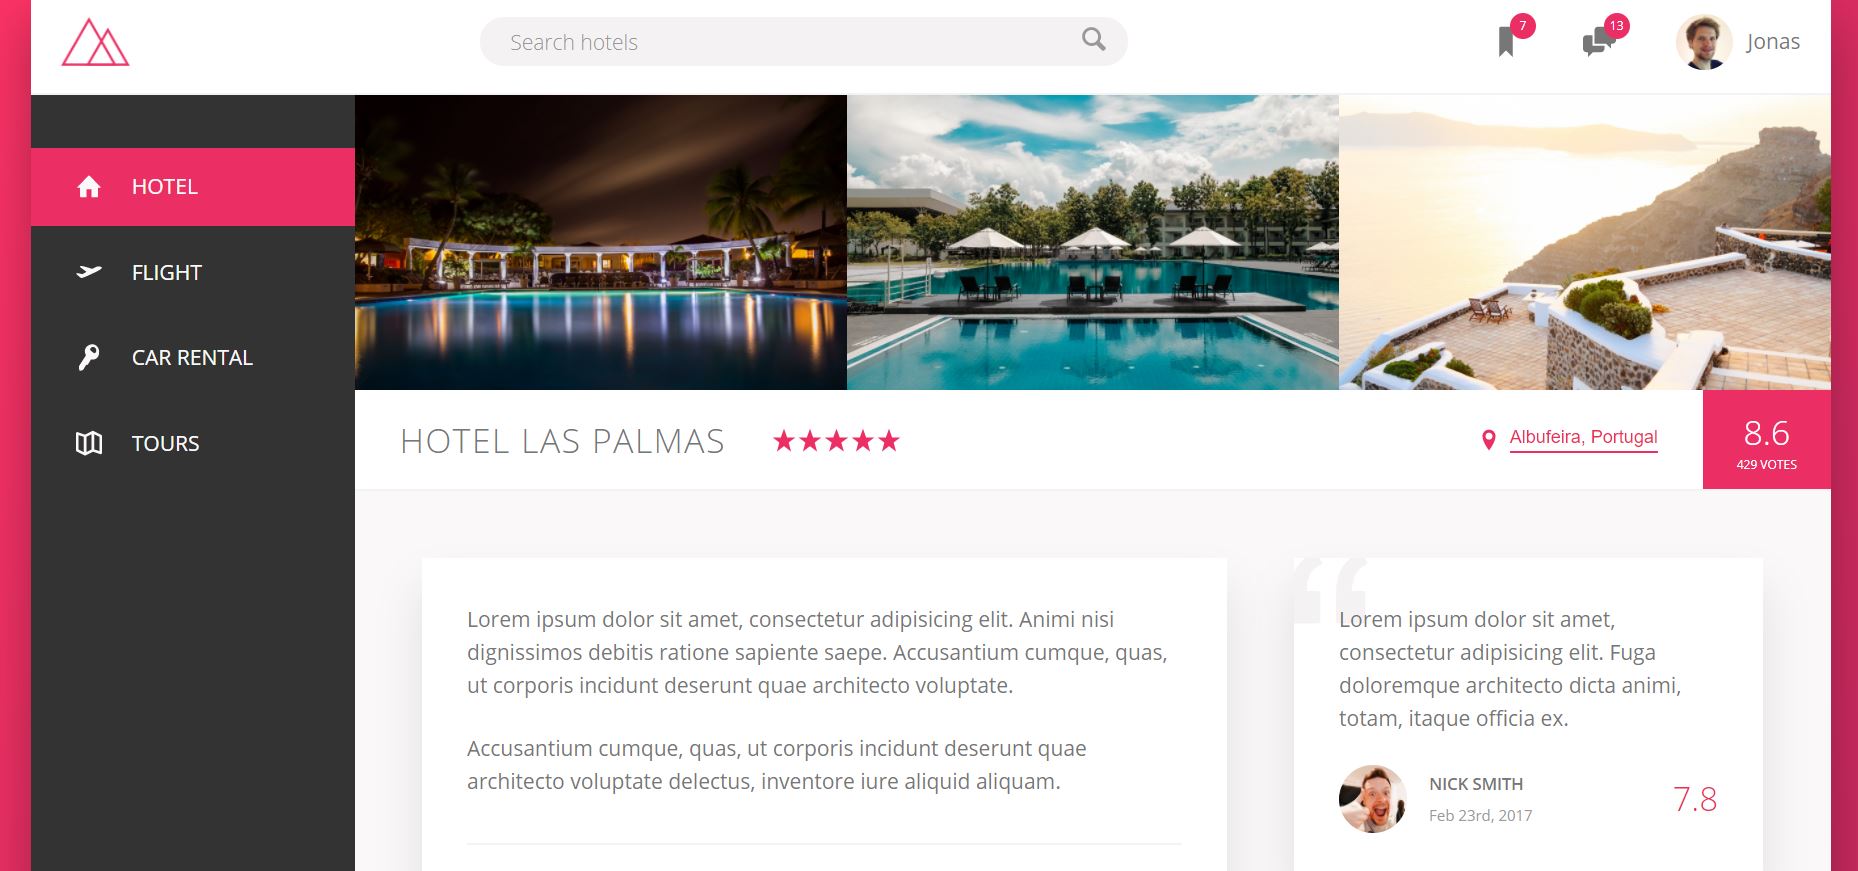 Search hotels
7
13
Jonas
HOTEL
FLIGHT
CAR RENTAL
TOURS
HOTEL LAS PALMAS
Albufeira, Portugal
8.6
429 VOTES
Lorem ipsum dolor sit amet, consectetur adipisicing elit. Animi nisi
dignissimos debitis ratione sapiente saepe. Accusantium cumque, quas,
ut corporis incidunt deserunt quae architecto voluptate.
Accusantium cumque, quas, ut corporis incidunt deserunt quae
architecto voluptate delectus, inventore iure aliquid aliquam.
“
Lorem ipsum dolor sit amet,
consectetur adipisicing elit. Fuga
doloremque architecto dicta animi,
totam, itaque officia ex.
NICK SMITH
Feb 23rd, 2017
7.8